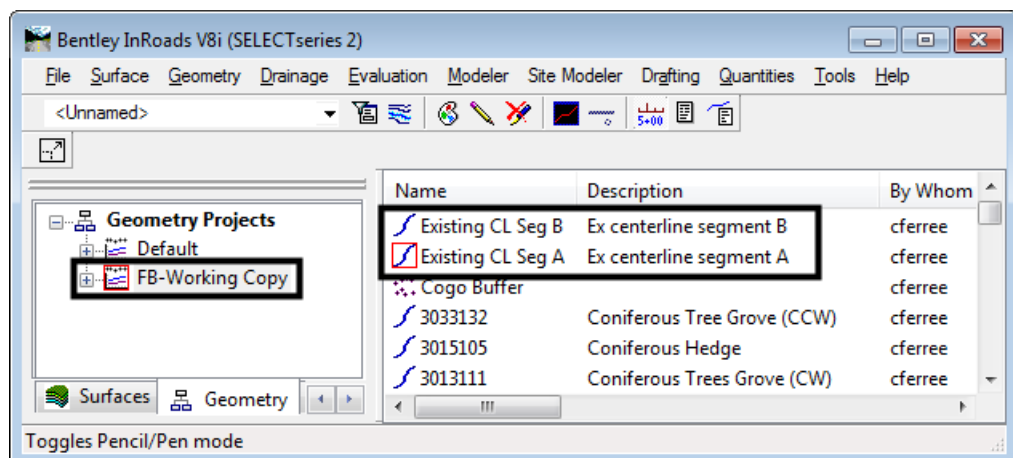 Bentley InRoads V8i (SELECTseries 2)
File Surface Geometry Drainage Evaluation Modeler Site Modeler Drafting Quantities Tools Help
<Unnamed>
5+00
Name Description By Whom
Geometry Projects
Default
FB-Working Copy
Existing CL Seg B Ex centerline segment B cferree
Existing CL Seg A Ex centerline segment A cferree
Cogo Buffer cferree
3033132 Coniferous Tree Grove (CCW) cferree
3015105 Coniferous Hedge cferree
3013111 Coniferous Trees Grove (CW) cferree
Surfaces Geometry
Toggles Pencil/Pen mode